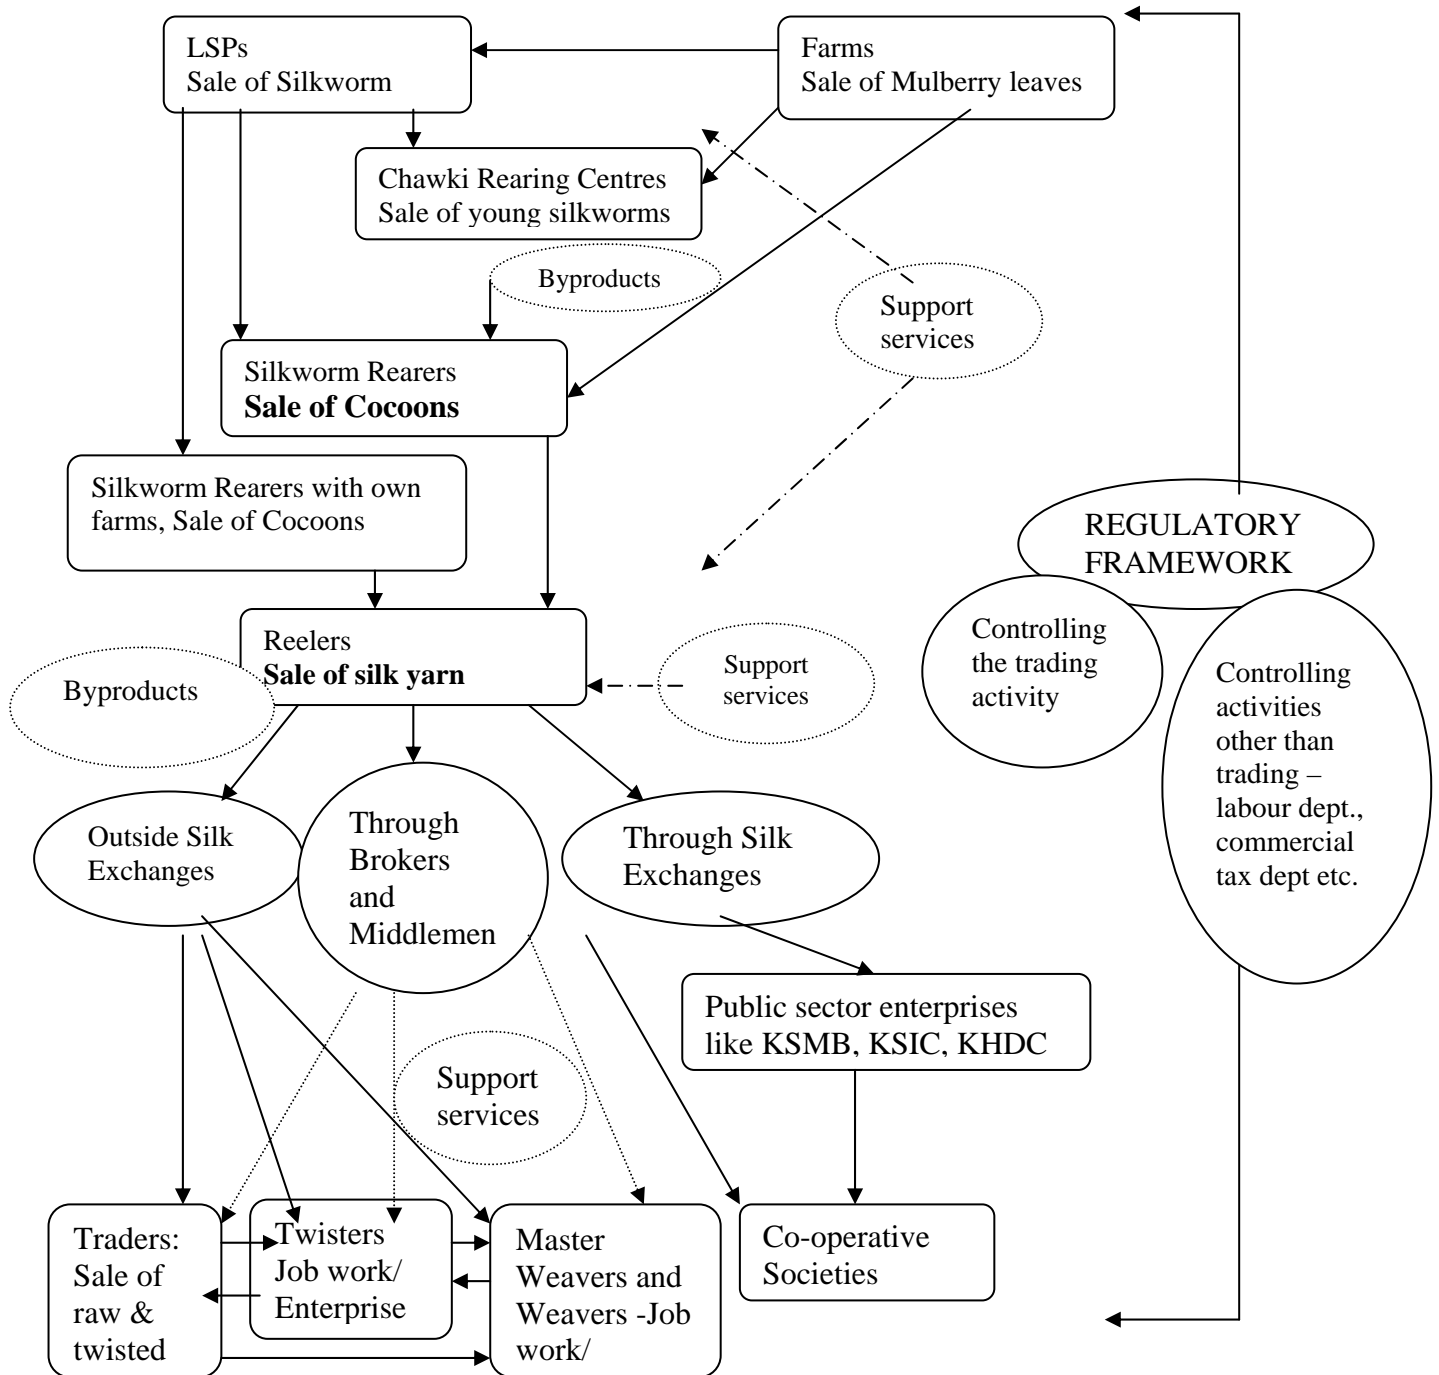 LSPs
Sale of Silkworm
Farms
Sale of Mulberry leaves
Chawki Rearing Centres
Sale of young silkworms
Byproducts
Support
services
Silkworm Rearers
Sale of Cocoons
Silkworm Rearers with own
farms, Sale of Cocoons
REGULATORY
FRAMEWORK
Controlling
the trading
activity
Controlling
activities
other than
trading –
labour dept.,
commercial
tax dept etc.
Reelers
Sale of silk yarn
Byproducts
Support
services
Outside Silk
Exchanges
Through
Brokers
and
Middlemen
Through Silk
Exchanges
Public sector enterprises
like KSMB, KSIC, KHDC
Support
services
Traders:
Sale of
raw &
twisted
Twisters
Job work/
Enterprise
Master
Weavers and
Weavers -Job
work/
Co-operative
Societies